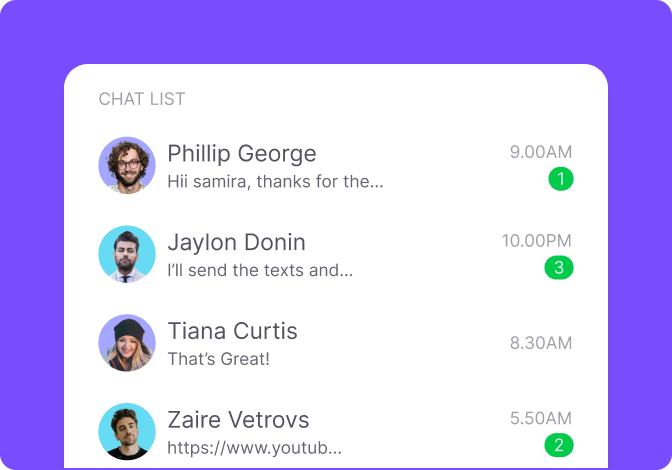 CHAT LIST
Phillip George
9.00AM
Hii samira, thanks for the...
1
Jaylon Donin
10.00PM
I’ll send the texts and...
3
Tiana Curtis
8.30AM
That’s Great!
Zaire Vetrovs
5.50AM
https://www.youtub...
2